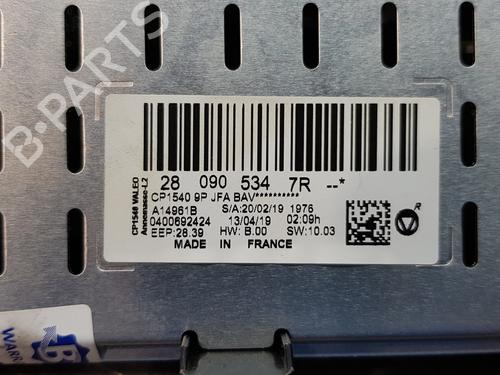 B-PARTS
CP1540 VALEO
Annemasse-L2
28 090 534 7R --*
CP1540 9P JFA BAV**********
A14961B S/A:20/02/19 1976
0400692424 13/04/19 02:09h
EEP:28.39 HW: B.00 SW:10.03
MADE IN FRANCE
R
B